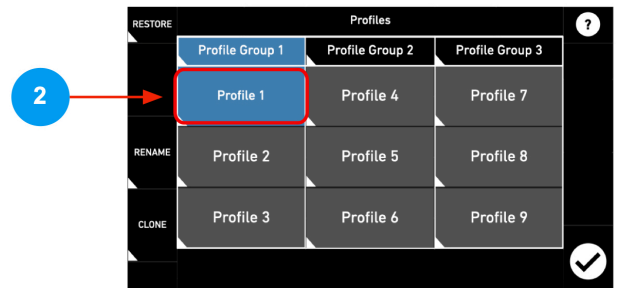 RESTORE
Profiles
?
Profile Group 1
Profile Group 2
Profile Group 3
2
Profile 1
Profile 4
Profile 7
RENAME
Profile 2
Profile 5
Profile 8
CLONE
Profile 3
Profile 6
Profile 9